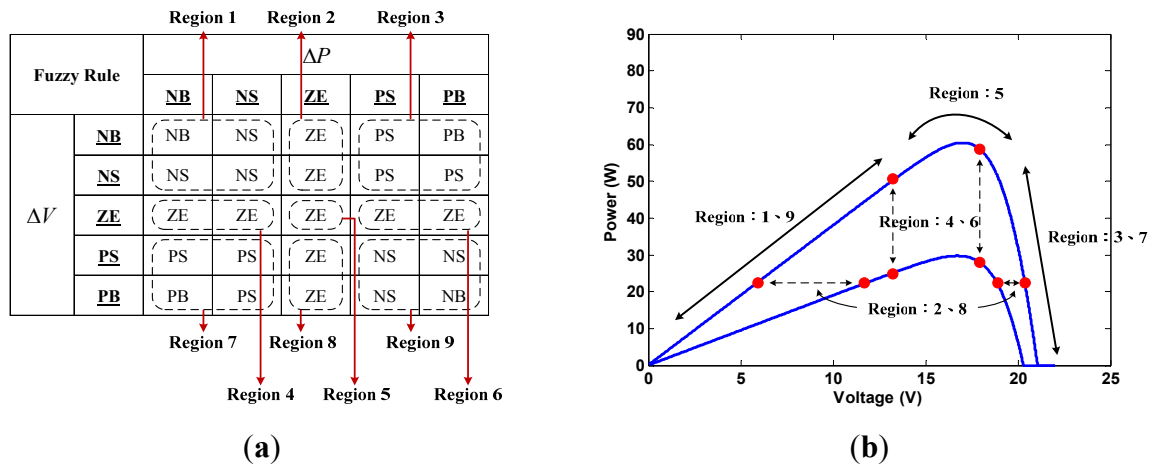 Region 1 Region 2 Region 3
Fuzzy Rule ΔP
NB NS ZE PS PB
ΔV NB NB NS ZE PS PB
NS NS NS ZE PS PS
ZE ZE ZE ZE ZE ZE
PS PS PS ZE NS NS
PB PB PS ZE NS NB
Region 7 Region 8 Region 9
Region 4 Region 5 Region 6
(a)
90
80
70
60
50
40
30
20
10
0
Power (W)
Region：5
Region：1、9
Region：4、6
Region：3、7
Region：2、8
0 5 10 15 20 25
Voltage (V)
(b)